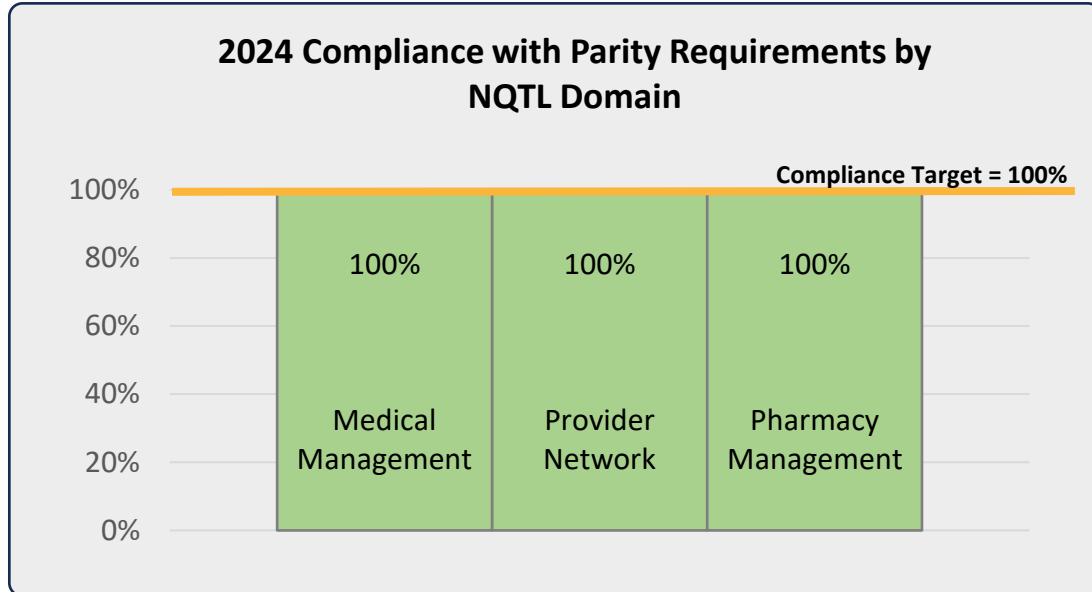 2024 Compliance with Parity Requirements by
NQTL Domain
Compliance Target = 100%
100%
80%
60%
40%
20%
0%
100%
100%
100%
Medical
Management
Provider
Network
Pharmacy
Management